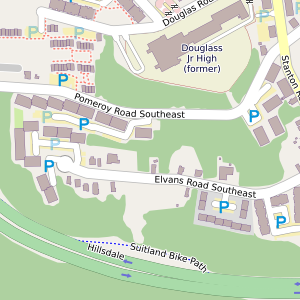 Douglas Ro
P
P
Douglass
Jr High
(former)
P
Stanton R
P
Pomeroy Road Southeast
P
P
P
Elvans Road Southeast
P
P
Suitland Bike-Path
Hillsdale